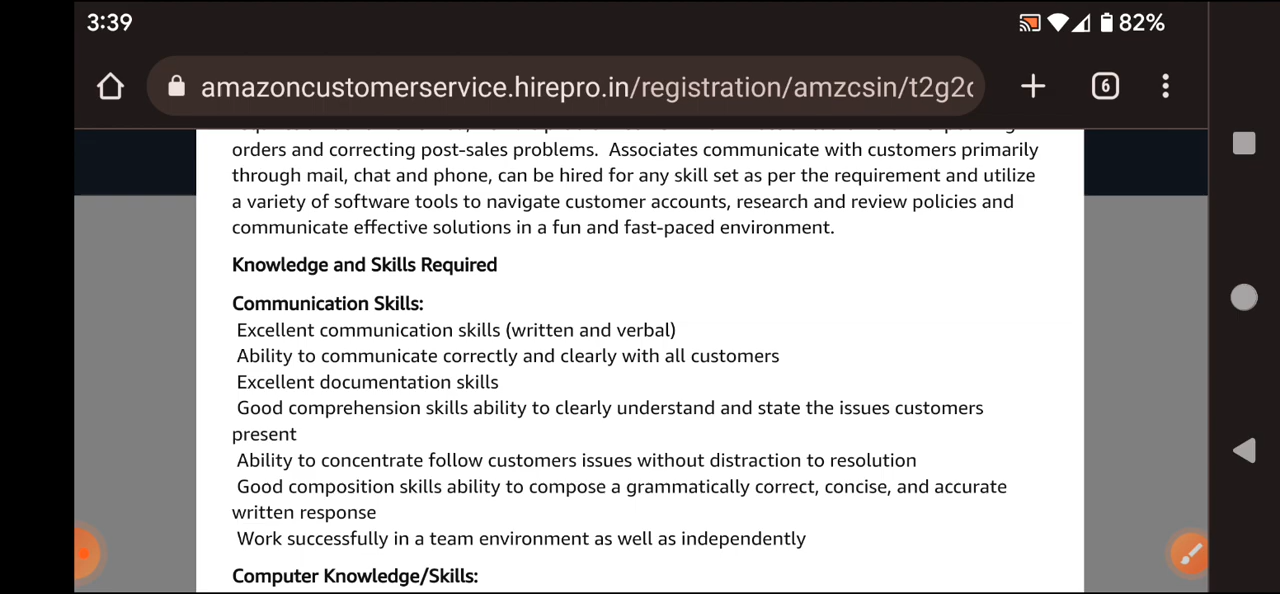 3:39
82%
amazoncustomerservice.hirepro.in/registration/amzcsin/t2g2
6
orders and correcting post-sales problems.  Associates communicate with customers primarily
through mail, chat and phone, can be hired for any skill set as per the requirement and utilize
a variety of software tools to navigate customer accounts, research and review policies and
communicate effective solutions in a fun and fast-paced environment.
Knowledge and Skills Required
Communication Skills:
Excellent communication skills (written and verbal)
Ability to communicate correctly and clearly with all customers
Excellent documentation skills
Good comprehension skills ability to clearly understand and state the issues customers
present
Ability to concentrate follow customers issues without distraction to resolution
Good composition skills ability to compose a grammatically correct, concise, and accurate
written response
Work successfully in a team environment as well as independently
Computer Knowledge/Skills: